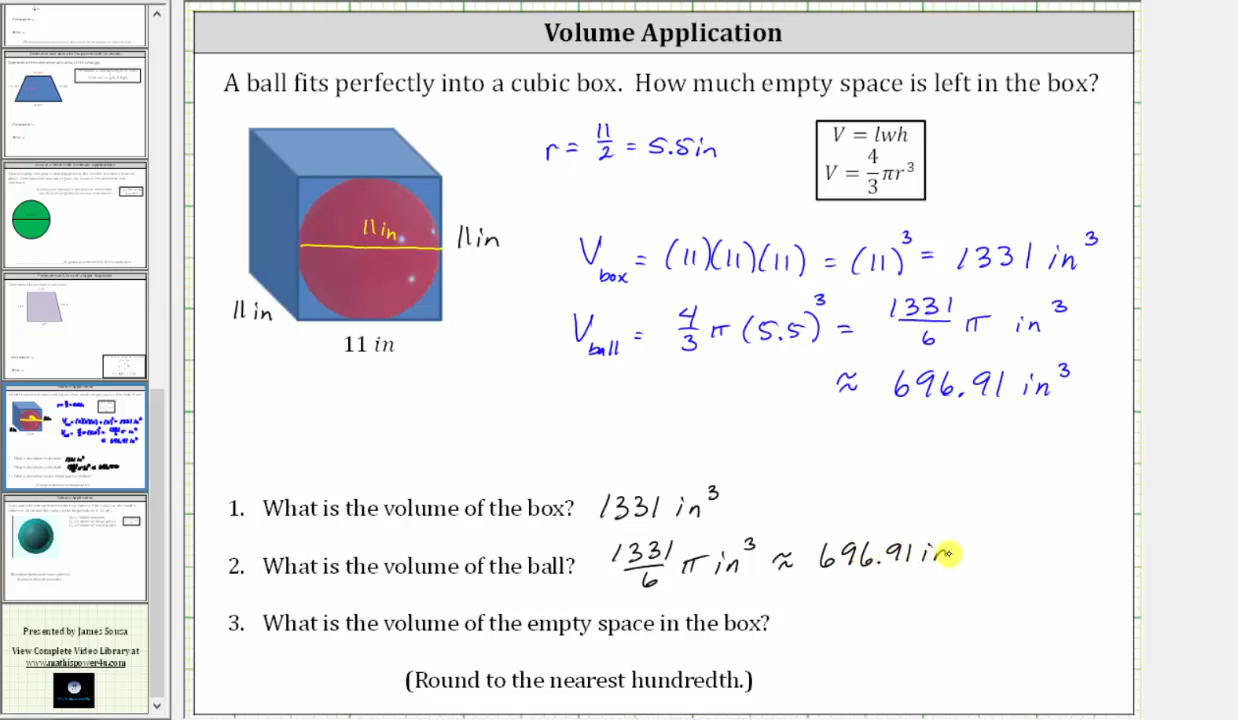 Volume Application
A ball fits perfectly into a cubic box. How much empty space is left in the box?
r = 11/2 = 5.5in
V = lwh
V = 4/3 πr³
11 in
11 in
11 in
11 in
V box = (11)(11)(11) = (11)³ = 1331 in³
V ball = 4/3 π (5.5)³ = 1331/6 π in³
≈ 696.91 in³
1. What is the volume of the box? 1331 in³
2. What is the volume of the ball? 1331/6 π in³ ≈ 696.91 in
3. What is the volume of the empty space in the box?
(Round to the nearest hundredth.)
Presented by James Sousa
View Complete Video Library at
www.mathispower4u.com